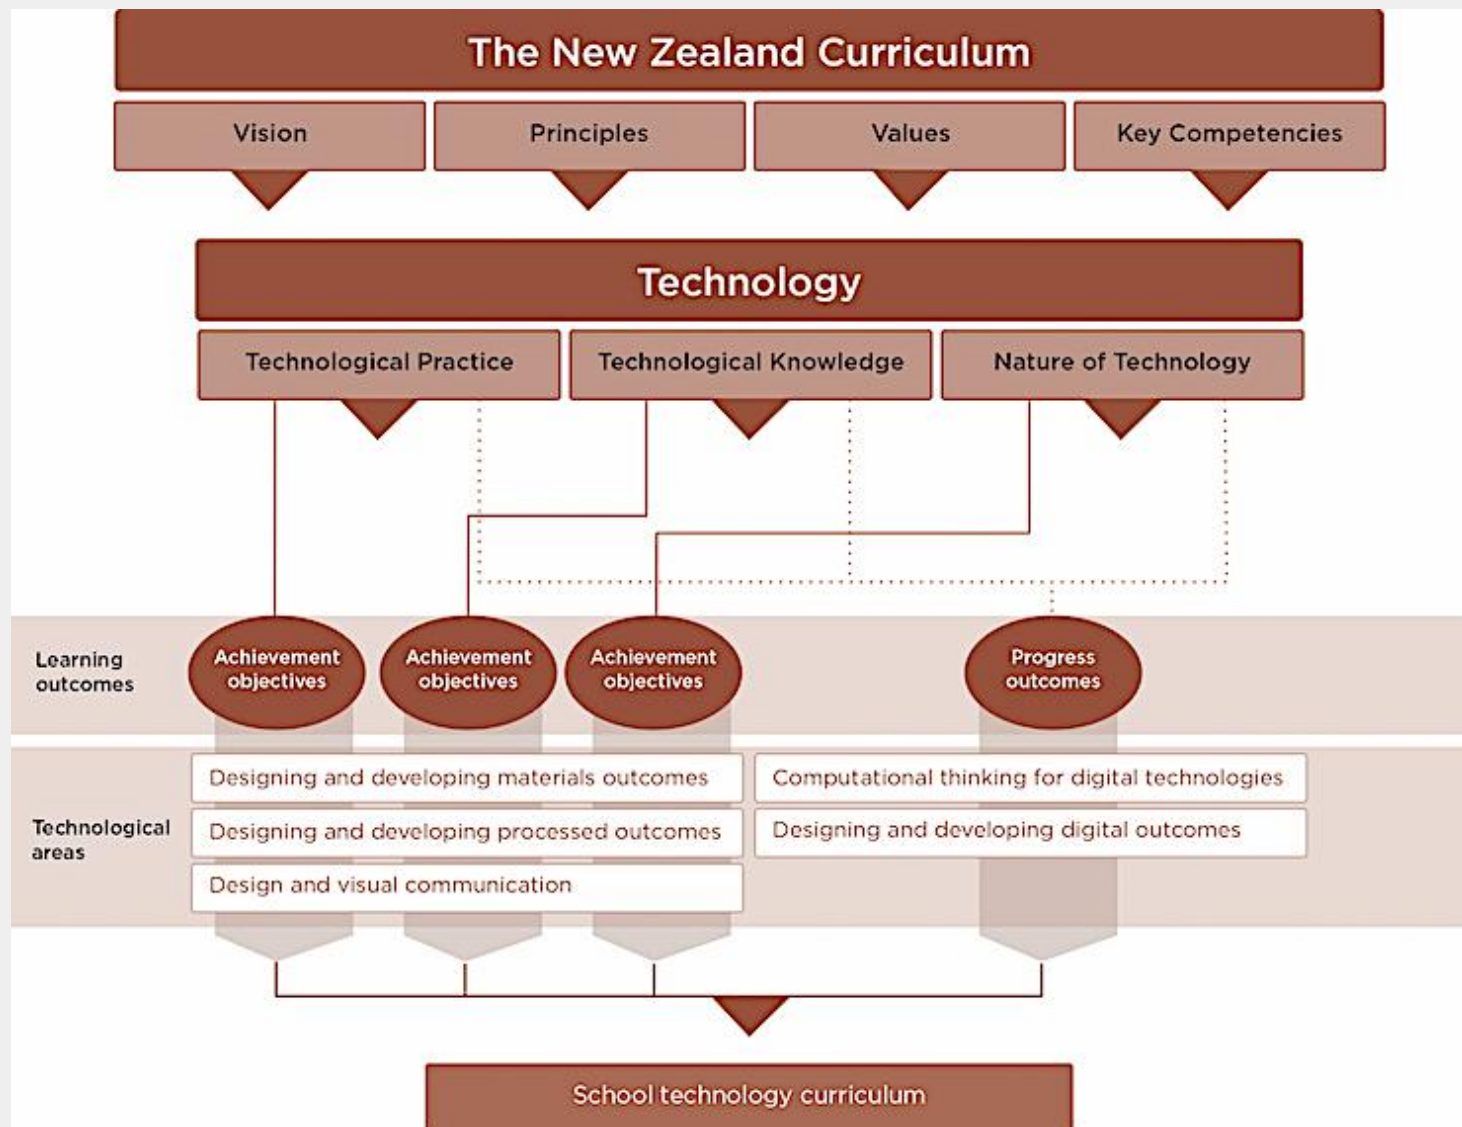 The New Zealand Curriculum
Vision
Principles
Values
Key Competencies
Technology
Technological Practice
Technological Knowledge
Nature of Technology
Learning
outcomes
Achievement
objectives
Achievement
objectives
Achievement
objectives
Progress
outcomes
Technological
areas
Designing and developing materials outcomes
Designing and developing processed outcomes
Design and visual communication
Computational thinking for digital technologies
Designing and developing digital outcomes
School technology curriculum